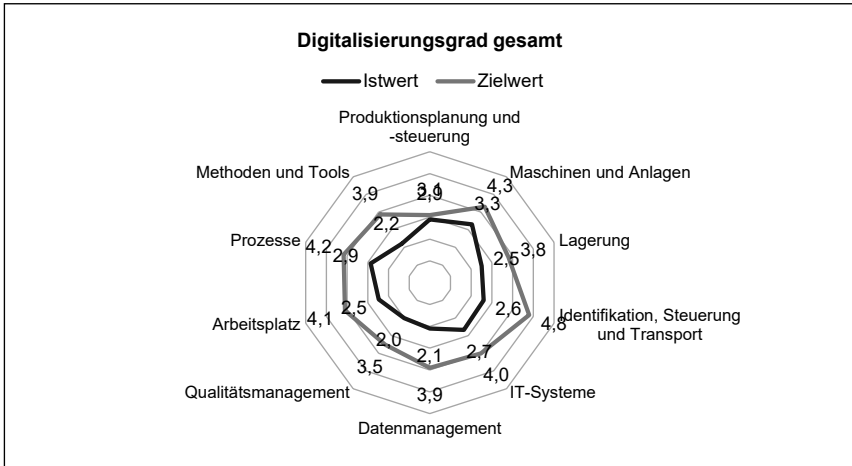 Digitalisierungsgrad gesamt
Istwert Zielwert
Produktionsplanung und
-steuerung
Methoden und Tools
Maschinen und Anlagen
3,9
3,1
4,3
2,9
3,3
2,2
Prozesse
4,2
2,9
2,5
3,8
Lagerung
Arbeitsplatz
4,1
2,5
2,6
4,8
Identifikation, Steuerung
und Transport
2,0
2,1
2,7
3,5
4,0
Qualitätsmanagement
3,9
IT-Systeme
Datenmanagement